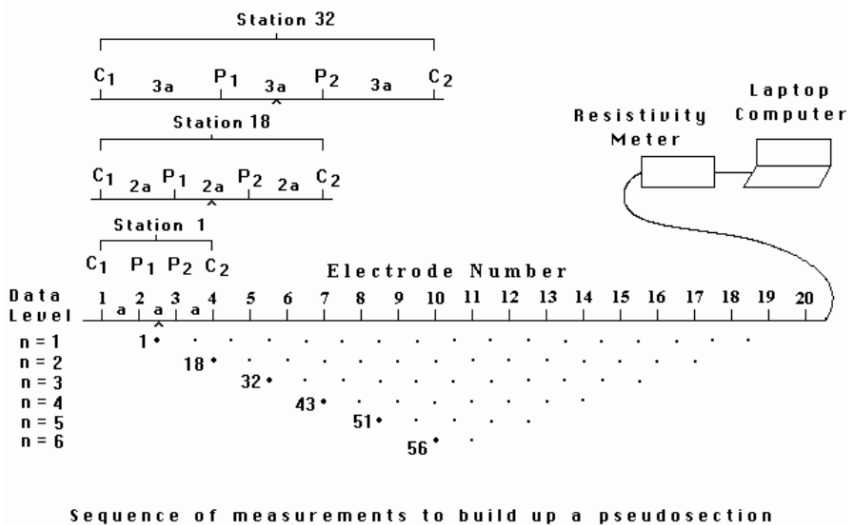 Station 32
C1 3a P1 3a P2 3a C2
Station 18
C1 2a P1 2a P2 2a C2
Station 1
C1 P1 P2 C2
Resistivity Meter
Laptop Computer
Electrode Number
Data Level
1 2 3 4 5 6 7 8 9 10 11 12 13 14 15 16 17 18 19 20
a a a
n = 1 1
n = 2 18
n = 3 32
n = 4 43
n = 5 51
n = 6 56
Sequence of measurements to build up a pseudosection